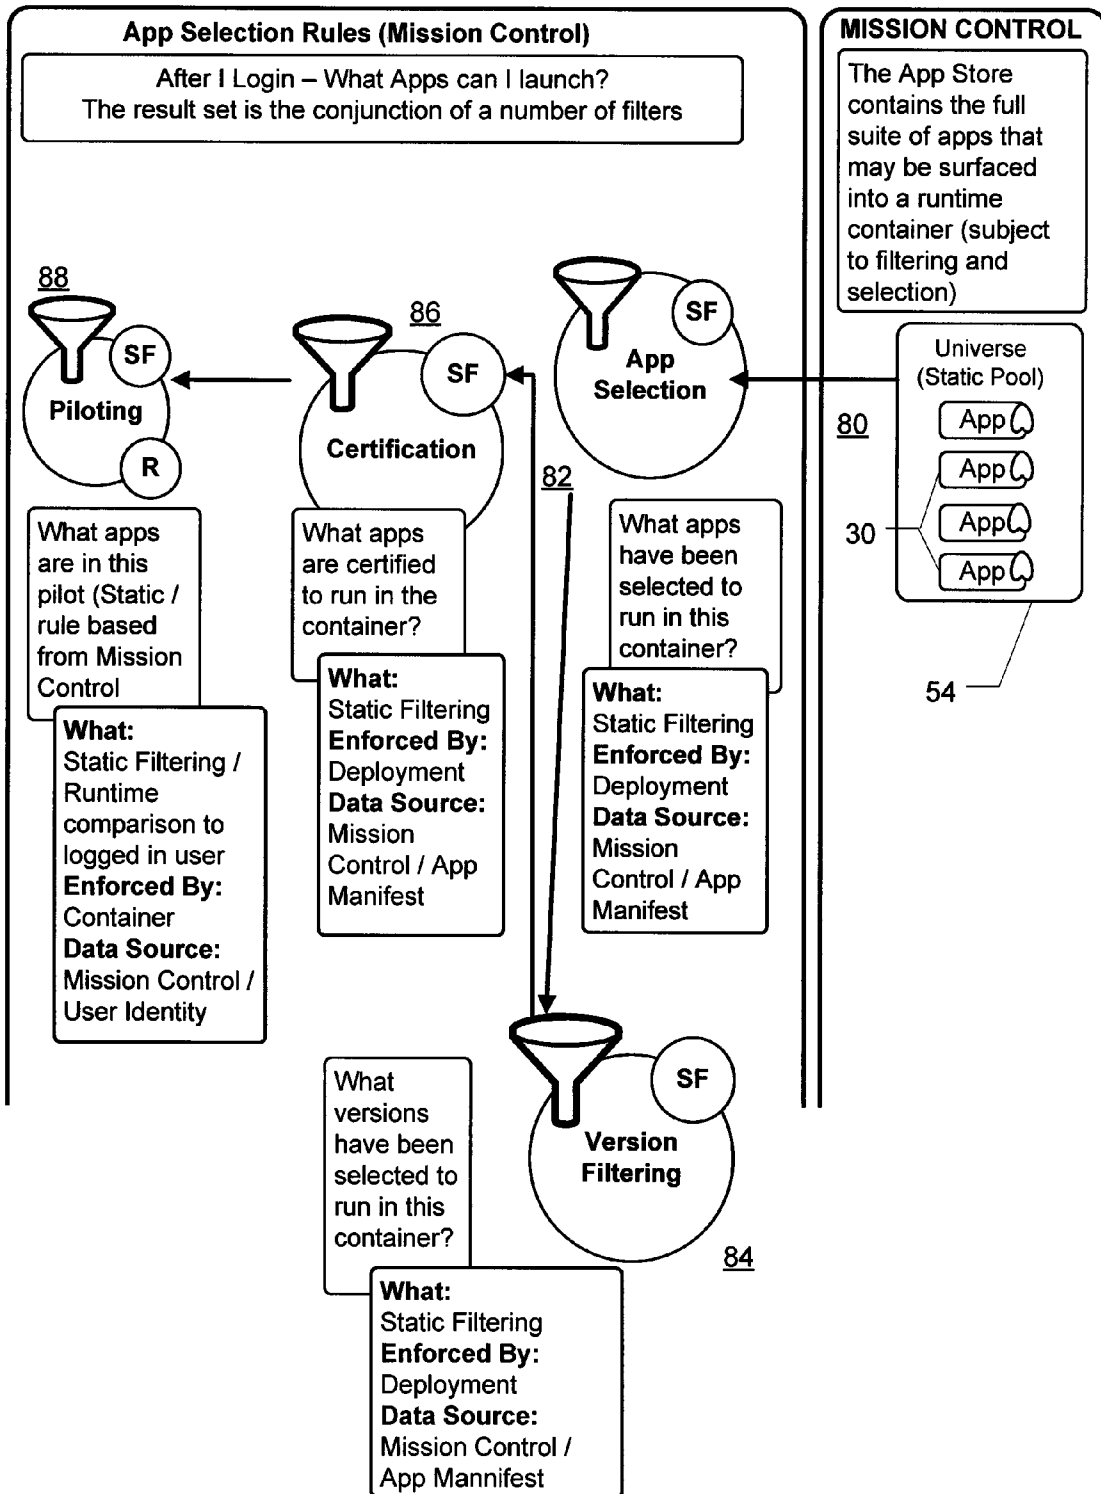 App Selection Rules (Mission Control)
After I Login – What Apps can I launch?
The result set is the conjunction of a number of filters
MISSION CONTROL
The App Store
contains the full
suite of apps that
may be surfaced
into a runtime
container (subject
to filtering and
selection)
88
SF
Piloting
R
86
SF
Certification
SF
App
Selection
82
80
Universe
(Static Pool)
App
App
App
App
30
54
What apps
are in this
pilot (Static /
rule based
from Mission
Control
What:
Static Filtering /
Runtime
comparison to
logged in user
Enforced By:
Container
Data Source:
Mission Control /
User Identity
What apps
are certified
to run in the
container?
What:
Static Filtering
Enforced By:
Deployment
Data Source:
Mission
Control / App
Manifest
What apps
have been
selected to
run in this
container?
What:
Static Filtering
Enforced By:
Deployment
Data Source:
Mission
Control / App
Manifest
SF
Version
Filtering
84
What
versions
have been
selected to
run in this
container?
What:
Static Filtering
Enforced By:
Deployment
Data Source:
Mission Control /
App Mannifest